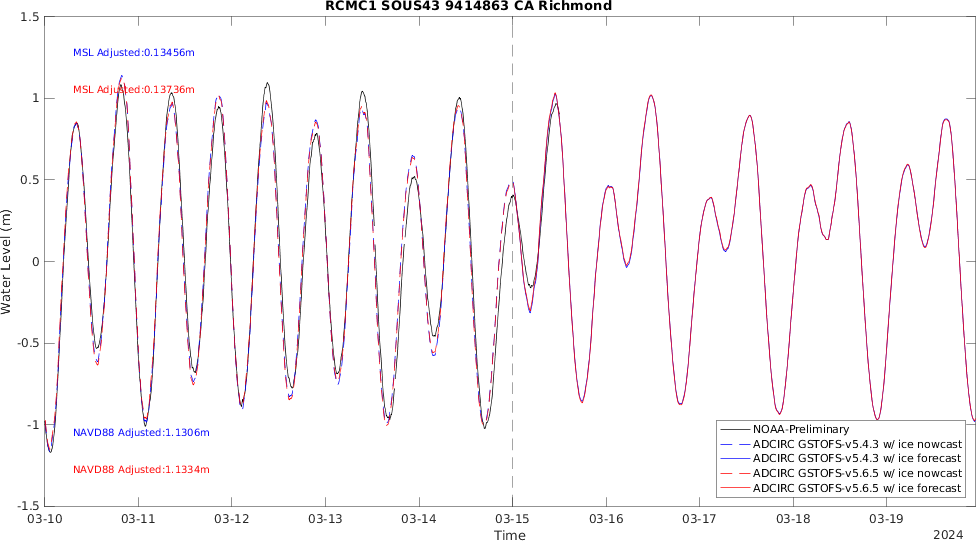 RCMC1 SOUS43 9414863 CA Richmond
1.5
MSL Adjusted:0.13456m
MSL Adjusted:0.13736m
1
0.5
0
-0.5
-1
-1.5
Water Level (m)
NAVD88 Adjusted:1.1306m
NAVD88 Adjusted:1.1334m
NOAA-Preliminary
ADCIRC GSTOFS-v5.4.3 w/ ice nowcast
ADCIRC GSTOFS-v5.4.3 w/ ice forecast
ADCIRC GSTOFS-v5.6.5 w/ ice nowcast
ADCIRC GSTOFS-v5.6.5 w/ ice forecast
03-10 03-11 03-12 03-13 03-14 03-15 03-16 03-17 03-18 03-19
Time
2024